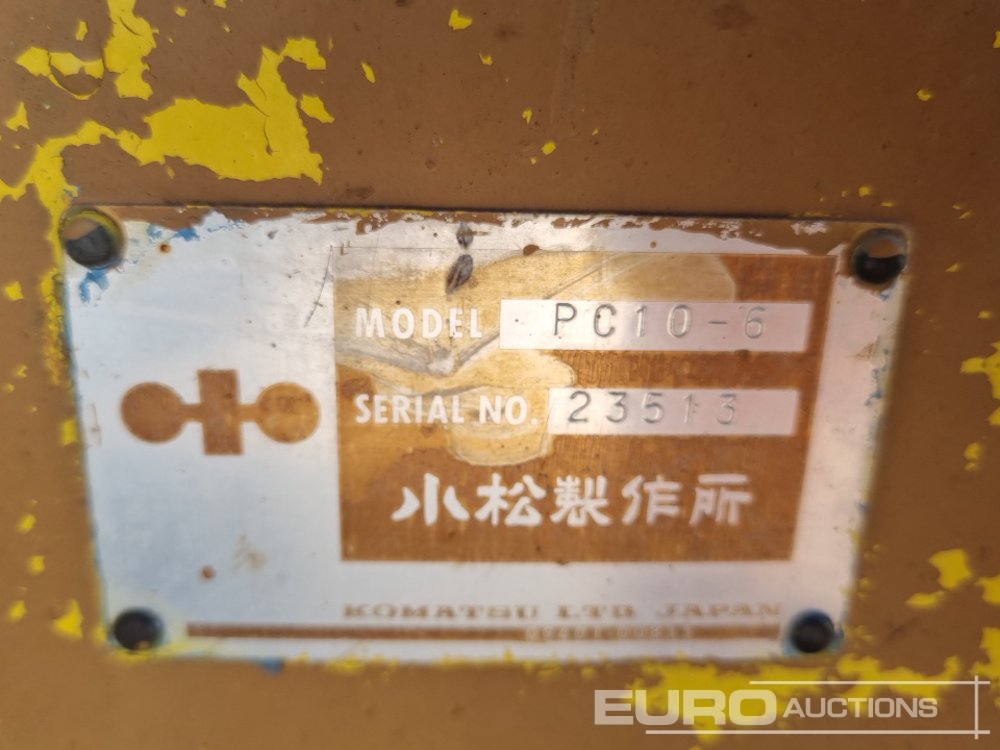 MODEL PC10-6
SERIAL NO. 23513
小松製作所
KOMATSU LTD JAPAN
EURO AUCTIONS